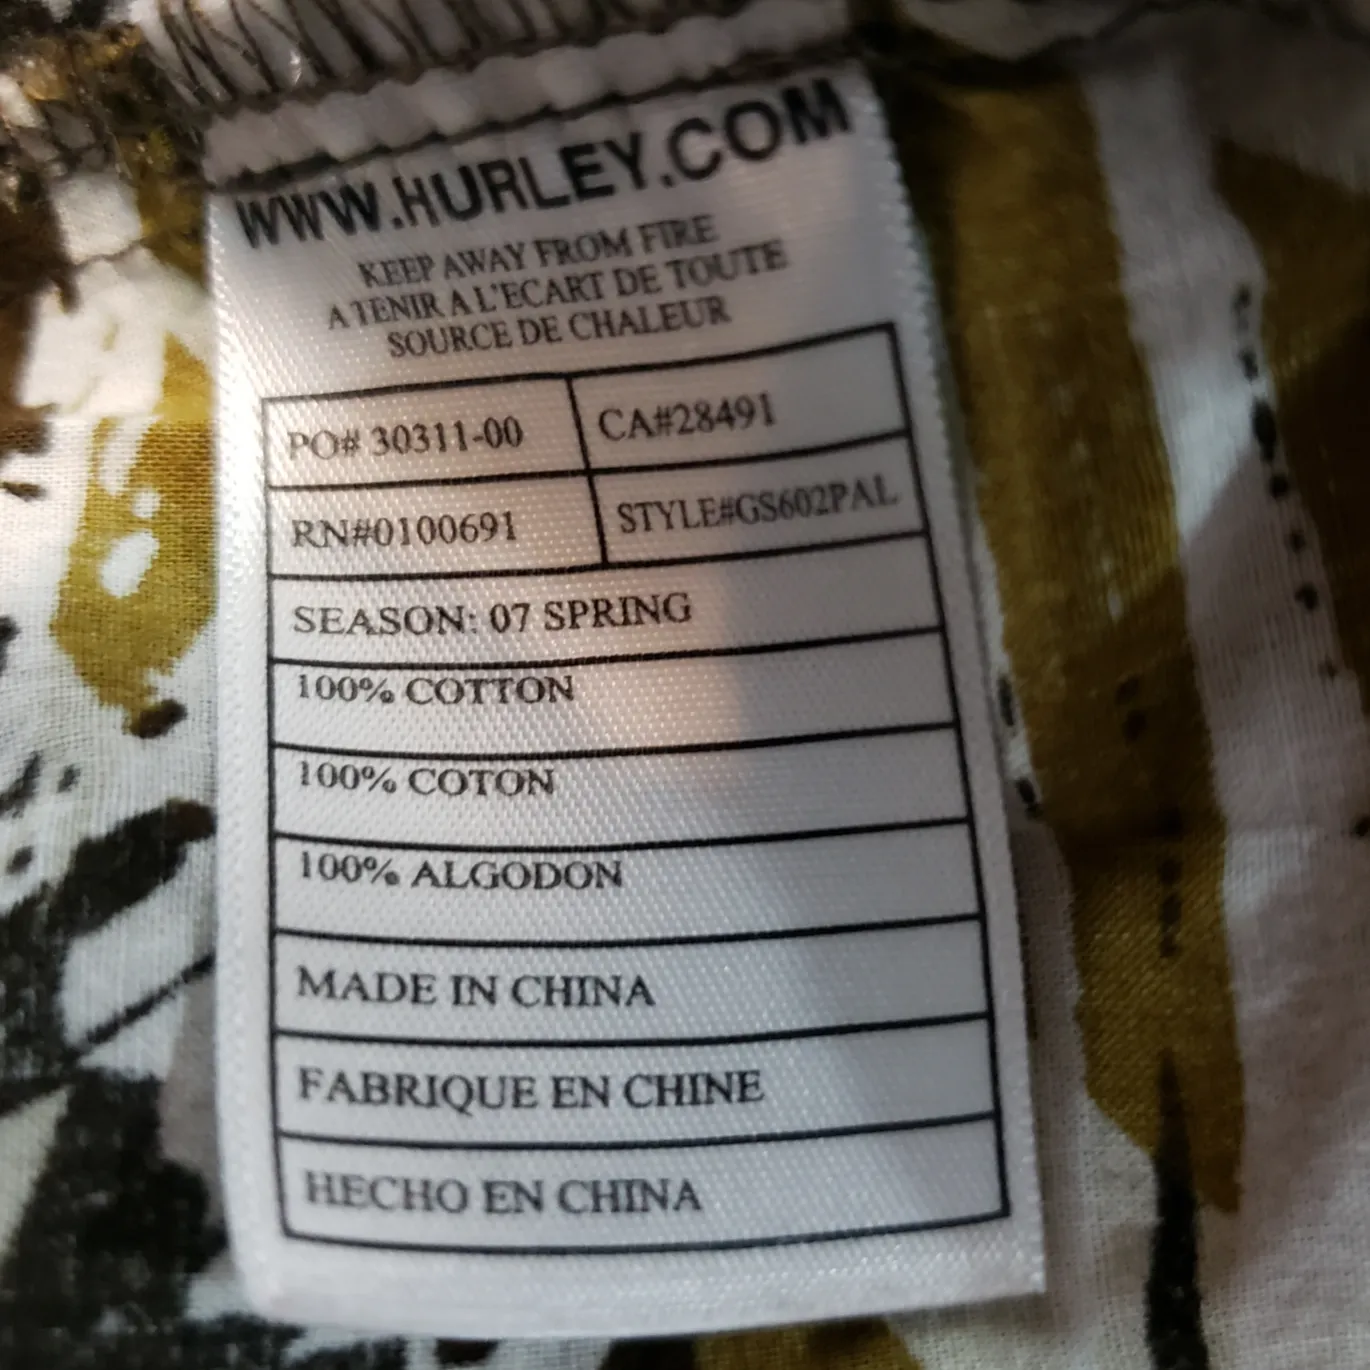 WWW.HURLEY.COM
KEEP AWAY FROM FIRE
A TENIR A L'ECART DE TOUTE
SOURCE DE CHALEUR
PO# 30311-00 CA#28491
RN#0100691 STYLE#GS602PAL
SEASON: 07 SPRING
100% COTTON
100% COTON
100% ALGODON
MADE IN CHINA
FABRIQUE EN CHINE
HECHO EN CHINA